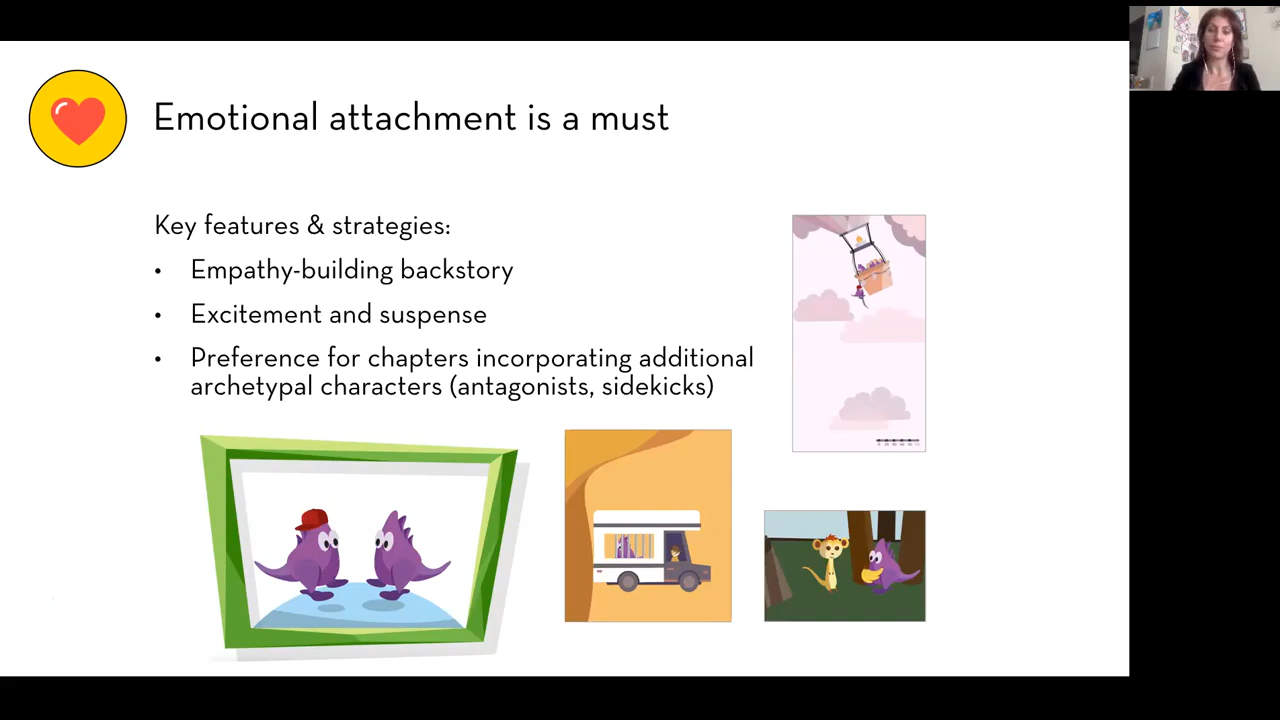 Emotional attachment is a must
Key features & strategies:
• Empathy-building backstory
• Excitement and suspense
• Preference for chapters incorporating additional
archetypal characters (antagonists, sidekicks)